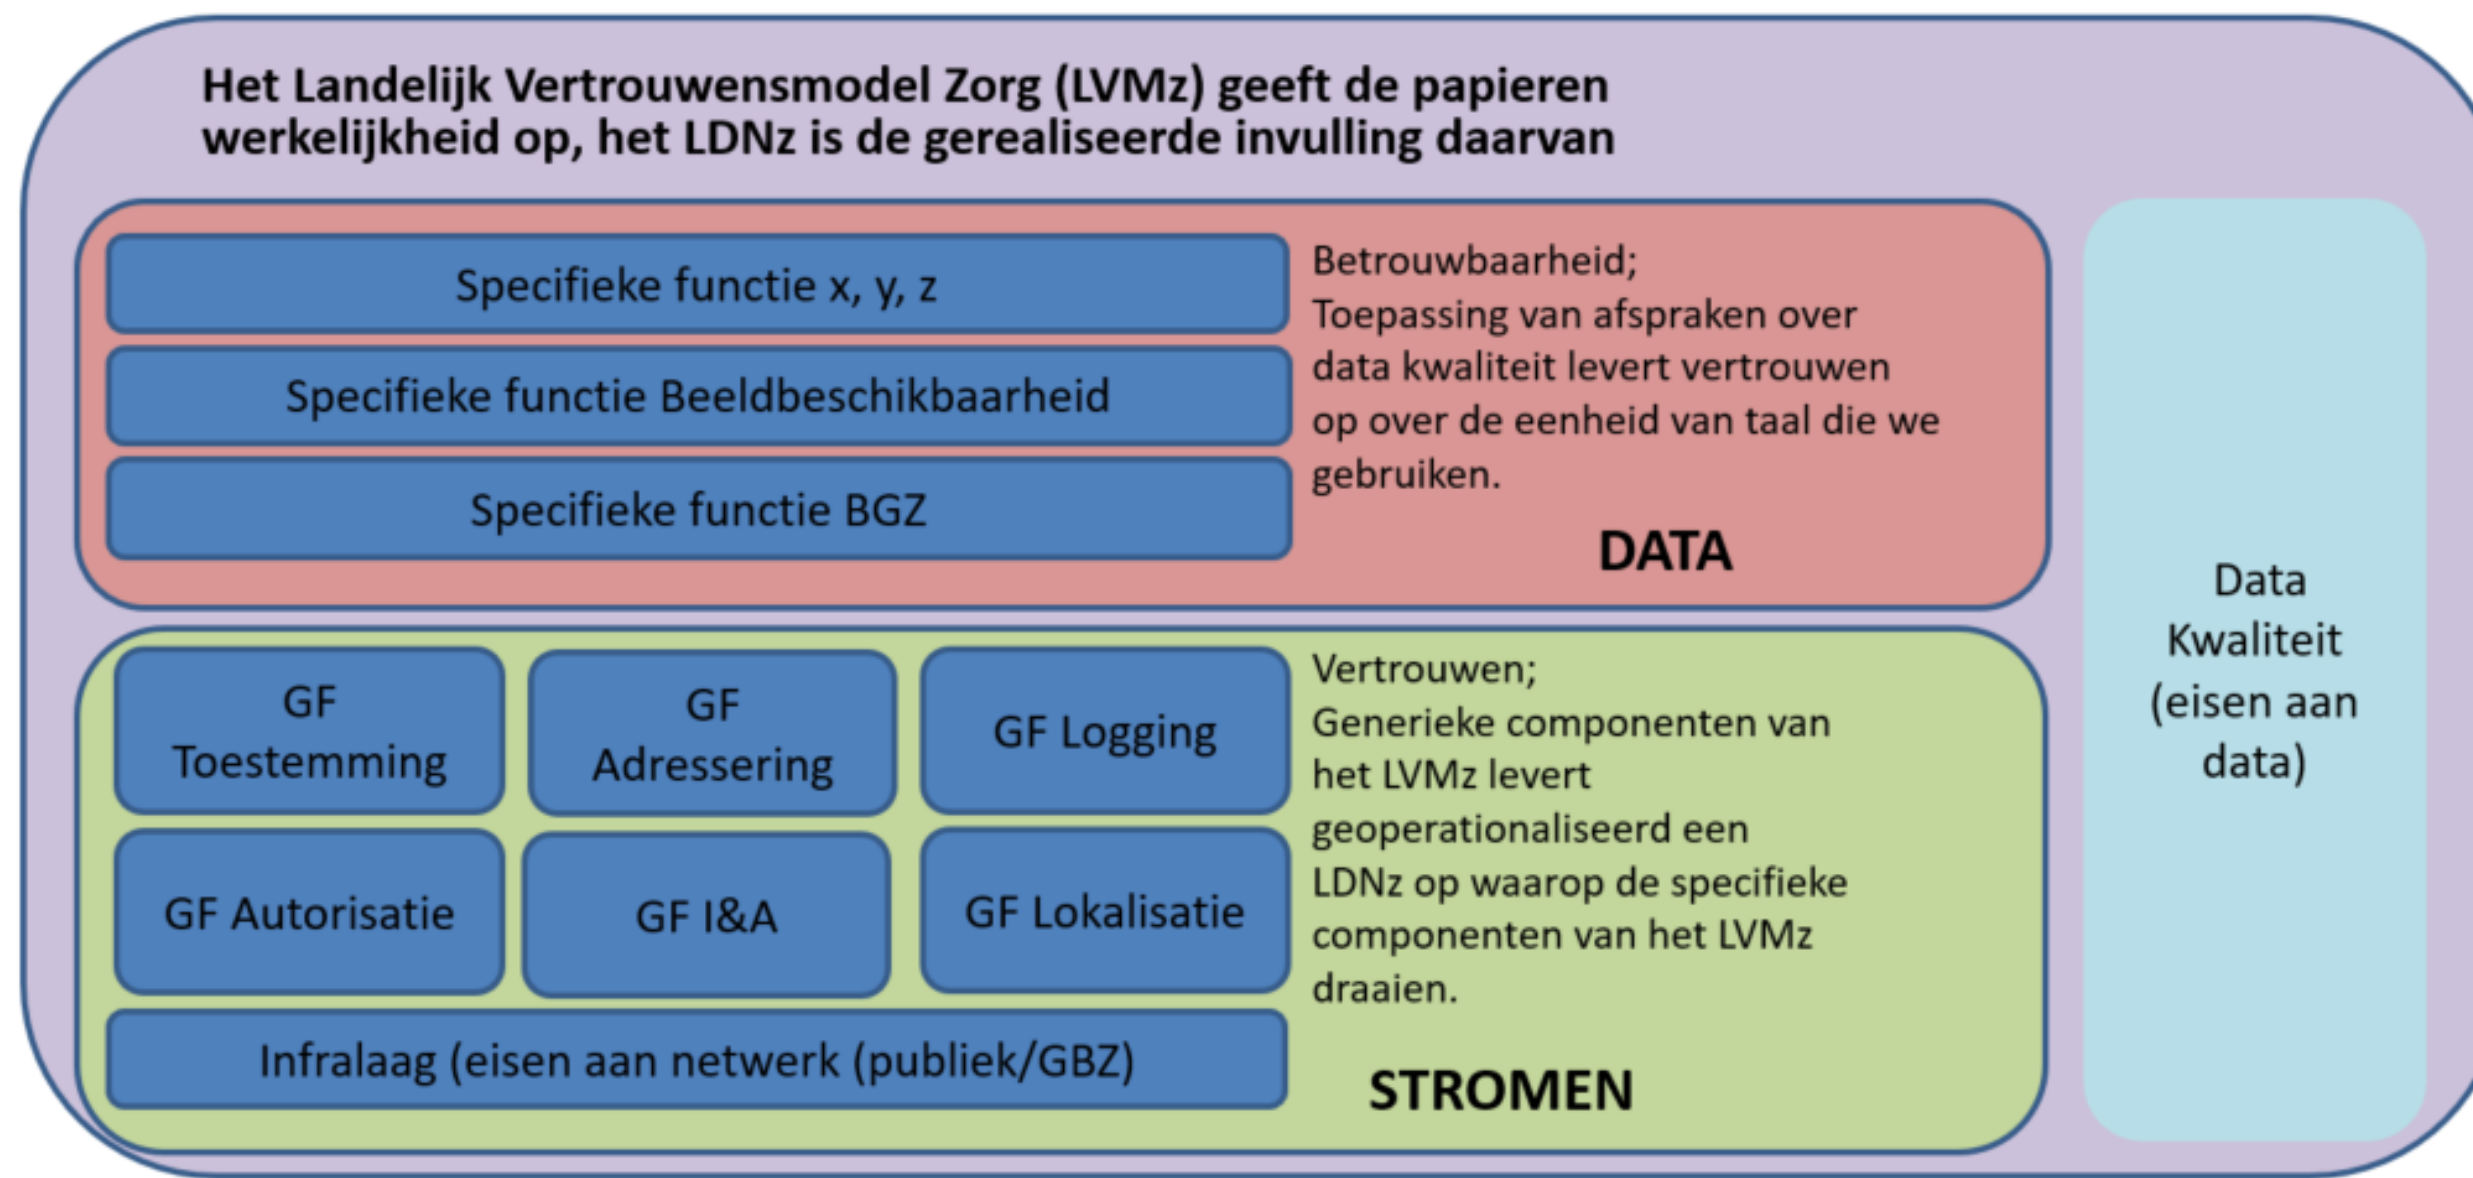 Het Landelijk Vertrouwensmodel Zorg (LVMz) geeft de papieren
werkelijkheid op, het LDNz is de gerealiseerde invulling daarvan
Specifieke functie x, y, z
Specifieke functie Beeldbeschikbaarheid
Specifieke functie BGZ
Betrouwbaarheid;
Toepassing van afspraken over
data kwaliteit levert vertrouwen
op over de eenheid van taal die we
gebruiken.
DATA
GF
Toestemming
GF
Adressering
GF Logging
GF Autorisatie
GF I&A
GF Lokalisatie
Infralaag (eisen aan netwerk (publiek/GBZ)
Vertrouwen;
Generieke componenten van
het LVMz levert
geoperationaliseerd een
LDNz op waarop de specifieke
componenten van het LVMz
draaien.
STROMEN
Data
Kwaliteit
(eisen aan
data)